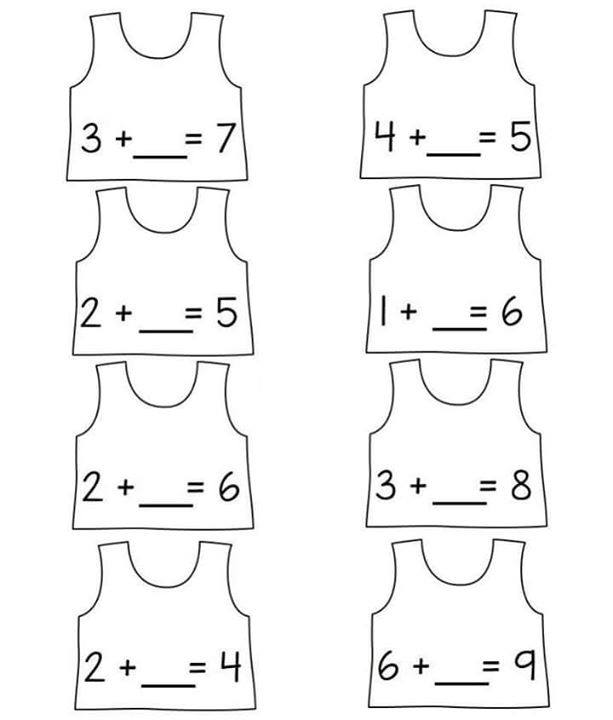 3 + ___ = 7
4 + ___ = 5
2 + ___ = 5
1 + ___ = 6
2 + ___ = 6
3 + ___ = 8
2 + ___ = 4
6 + ___ = 9